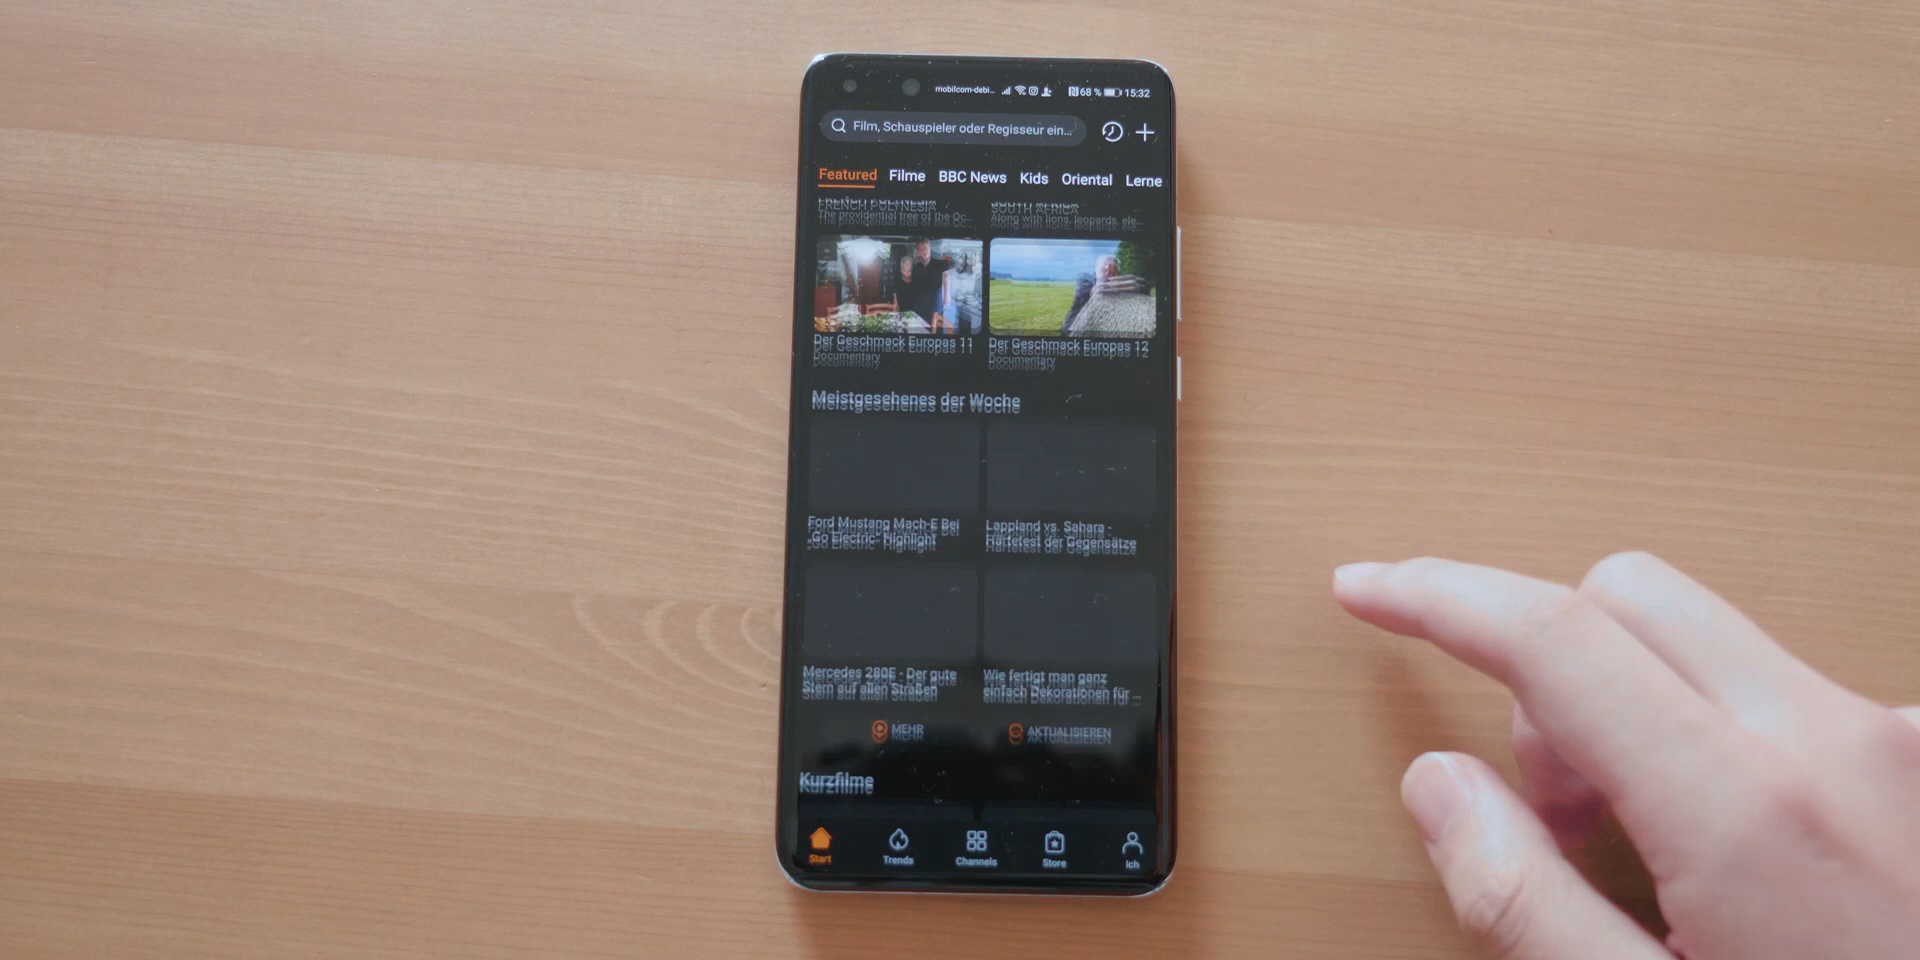 mobilcom-debi... 68 % 15:32
Film, Schauspieler oder Regisseur ein...
Featured Filme BBC News Kids Oriental Lerne
FRENCH POLYNESIA SOUTH AFRICA
The providential tree of the Oc... Along with lions, leopards, ele...
Der Geschmack Europas 11 Der Geschmack Europas 12
Documentary Documentary
Meistgesehenes der Woche
Ford Mustang Mach-E Bei Lappland vs. Sahara -
„Go Electric“ Highlight Härtetest der Gegensätze
Mercedes 280E - Der gute Wie fertigt man ganz
Stern auf allen Straßen einfach Dekorationen für ...
MEHR AKTUALISIEREN
Kurzfilme
Start Trends Channels Store Ich